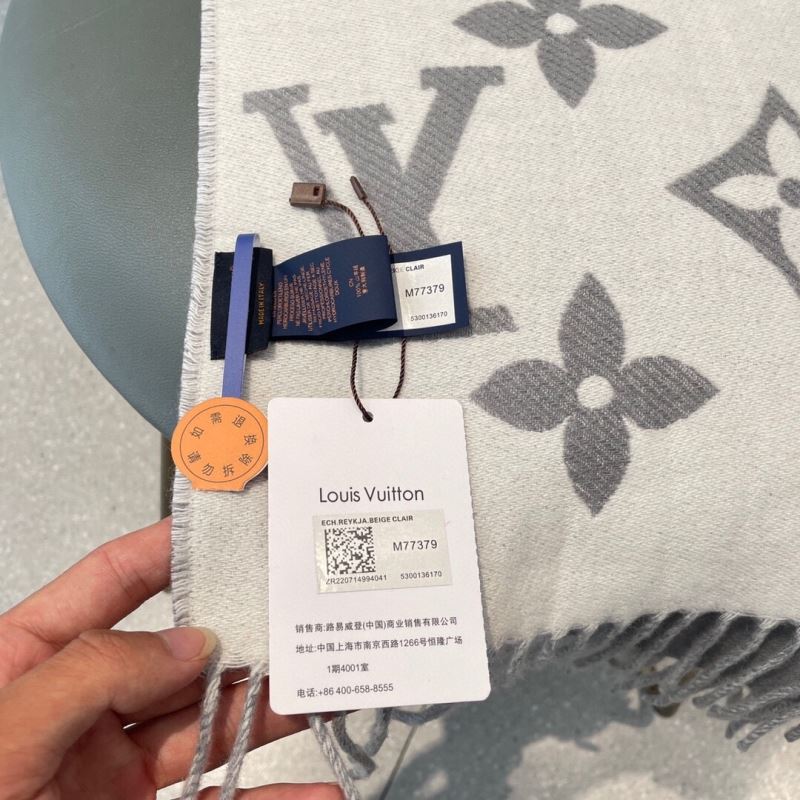 LV
MADE IN ITALY
CN
BEIGE CLAIR
M77379
5300136170
如需退换
请勿拆除
Louis Vuitton
ECH.REYKJA.BEIGE CLAIR
M77379
ZR220714994041
5300136170
销售商:路易威登(中国)商业销售有限公司
地址:中国上海市南京西路1266号恒隆广场
1期4001室
电话:+86 400-658-8555